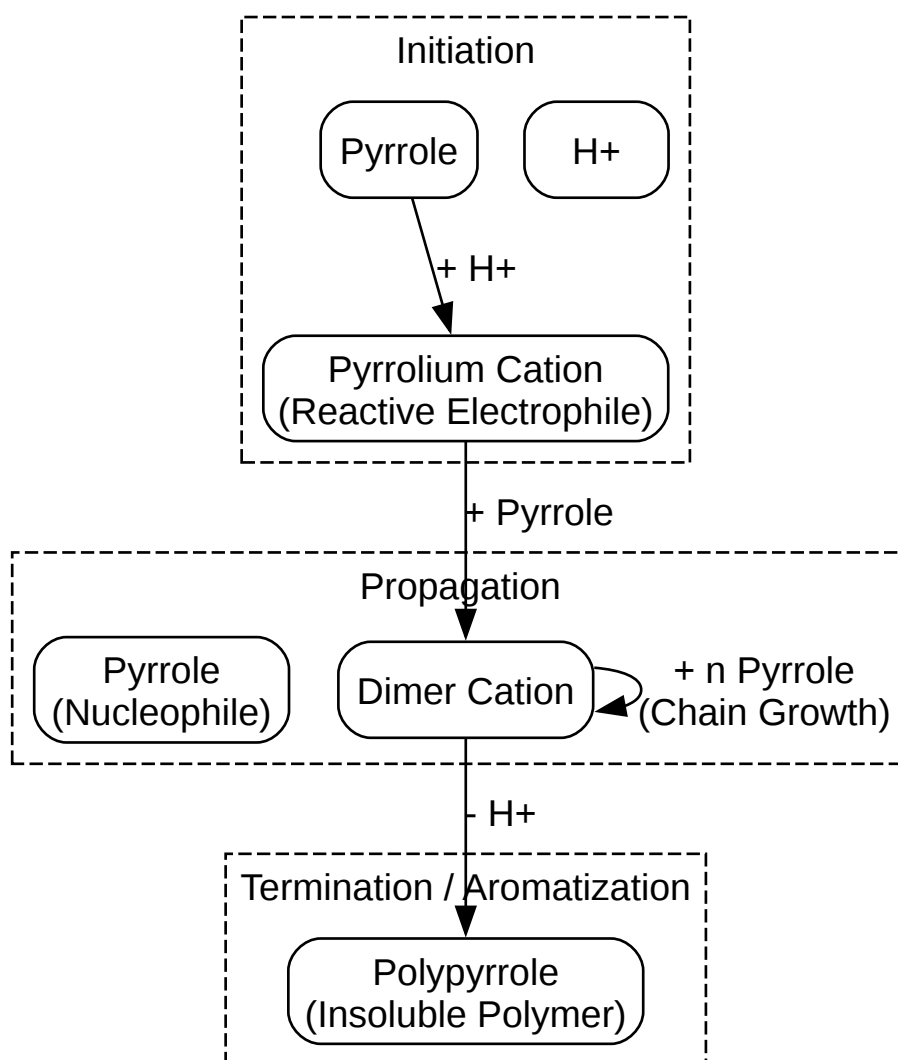 Initiation
Pyrrole
H+
+ H+
Pyrrolium Cation
(Reactive Electrophile)
+ Pyrrole
Propagation
Pyrrole
(Nucleophile)
Dimer Cation
+ n Pyrrole
(Chain Growth)
- H+
Termination / Aromatization
Polypyrrole
(Insoluble Polymer)